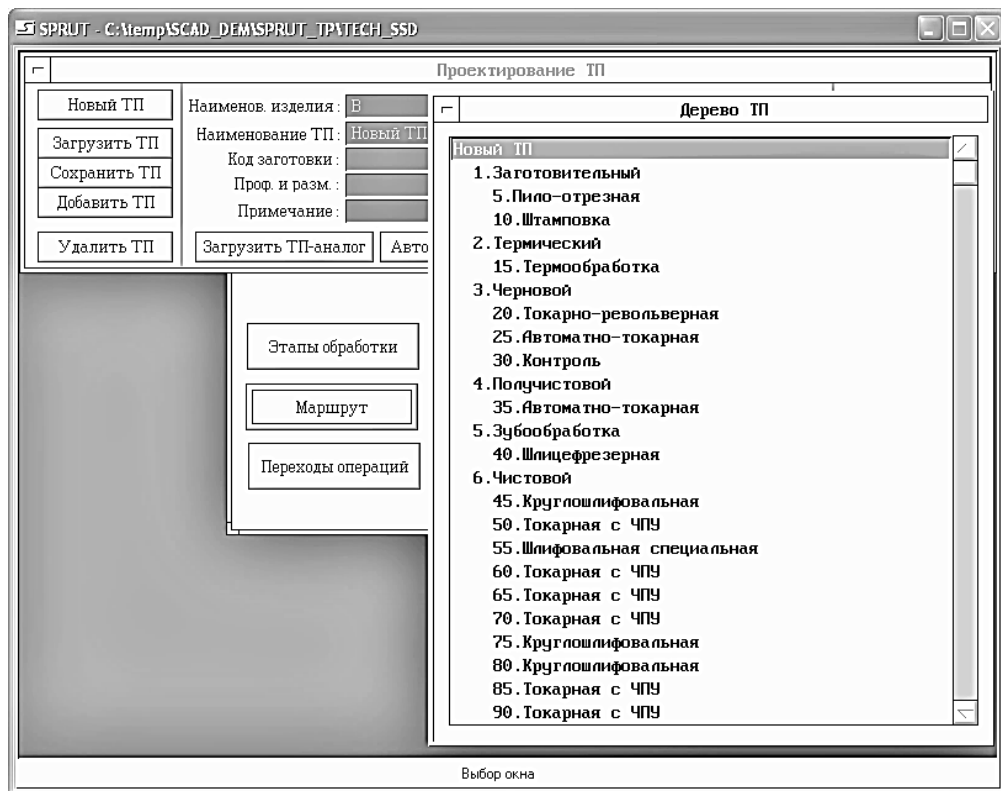 SPRUT - C:\temp\SCAD_DEM\SPRUT_TP\TECH_SSD
Проектирование ТП
Новый ТП
Загрузить ТП
Сохранить ТП
Добавить ТП
Удалить ТП
Наименов. изделия : В
Наименование ТП : Новый ТП
Код заготовки :
Проф. и разм. :
Примечание :
Загрузить ТП-аналог
Авто
Этапы обработки
Маршрут
Переходы операций
Дерево ТП
Новый ТП
1.Заготовительный
5.Пило-отрезная
10.Штамповка
2.Термический
15.Термообработка
3.Черновой
20.Токарно-револьверная
25.Автоматно-токарная
30.Контроль
4.Получистовой
35.Автоматно-токарная
5.Зубообработка
40.Шлицефрезерная
6.Чистовой
45.Круглошлифовальная
50.Токарная с ЧПУ
55.Шлифовальная специальная
60.Токарная с ЧПУ
65.Токарная с ЧПУ
70.Токарная с ЧПУ
75.Круглошлифовальная
80.Круглошлифовальная
85.Токарная с ЧПУ
90.Токарная с ЧПУ
Выбор окна